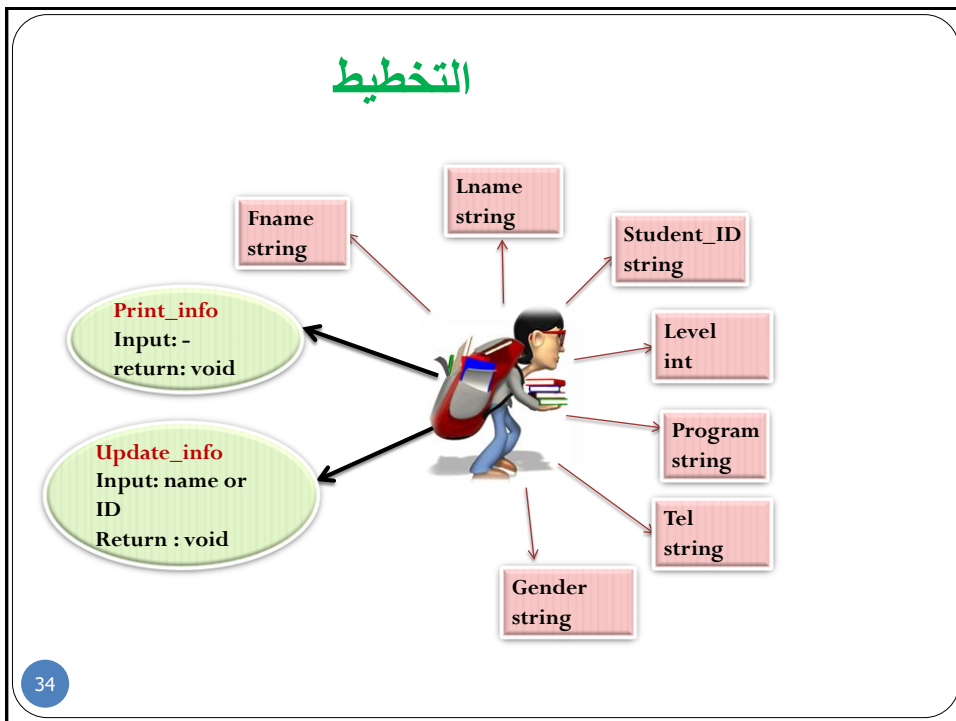 التخطيط
Fname
string
Lname
string
Student_ID
string
Print_info
Input: -
return: void
Level
int
Update_info
Input: name or
ID
Return : void
Program
string
Tel
string
Gender
string
34